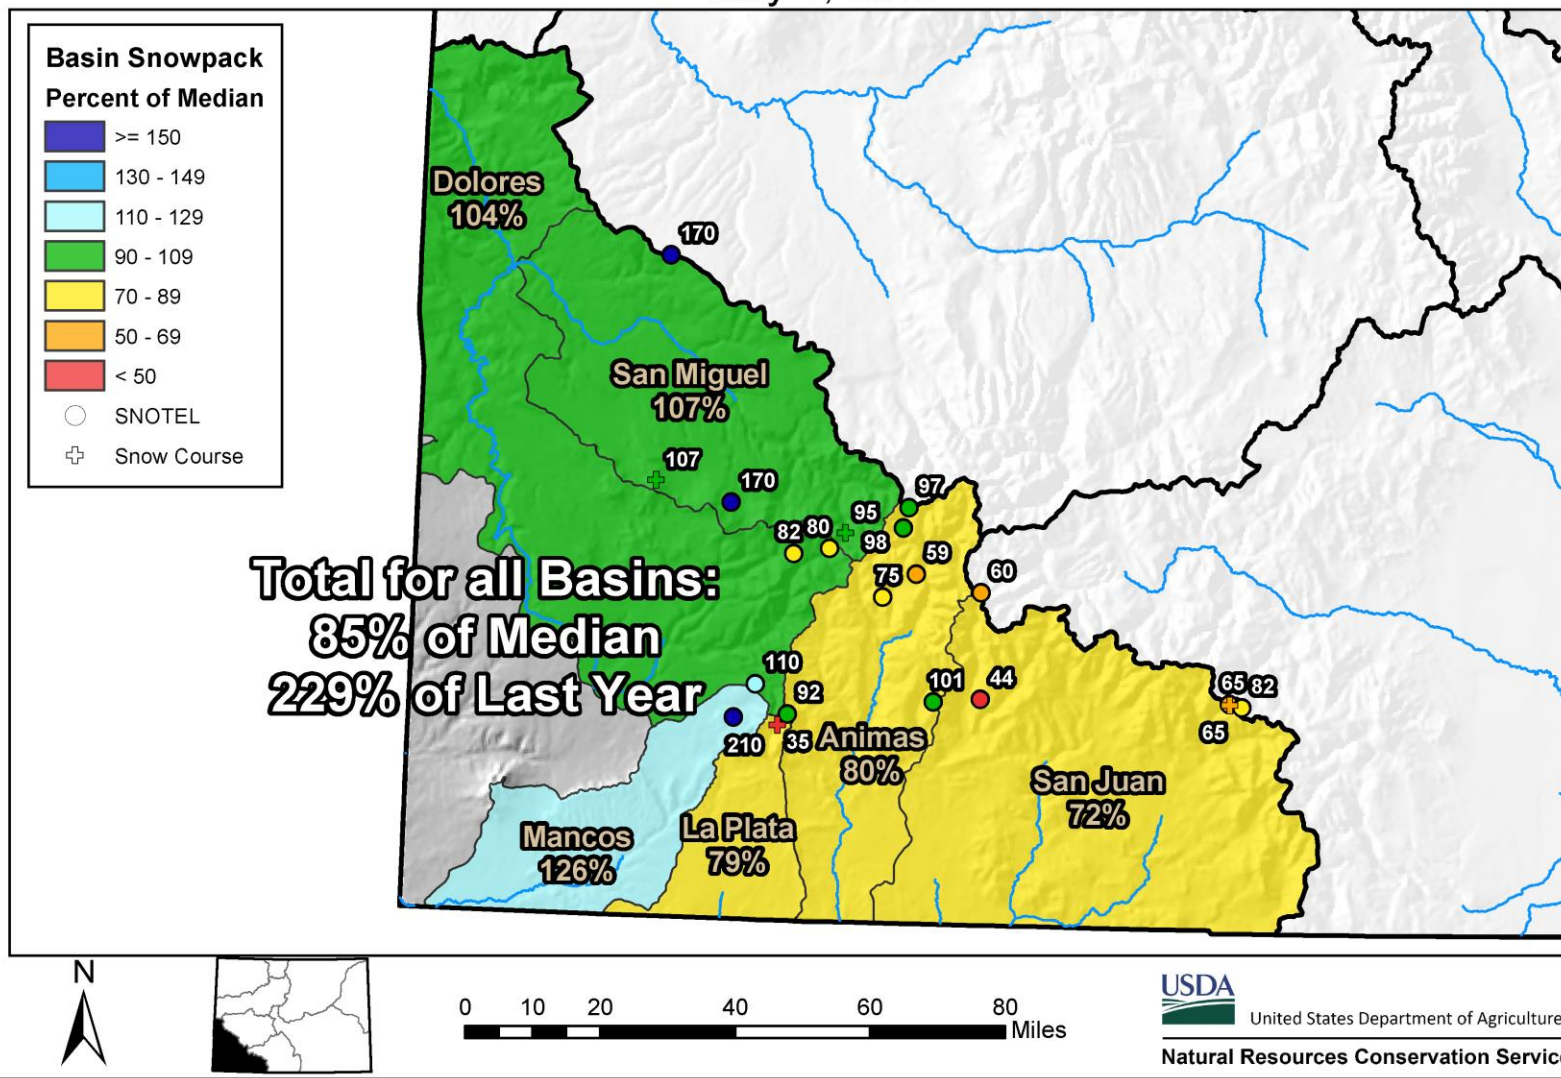 Basin Snowpack
Percent of Median
>= 150
130 - 149
110 - 129
90 - 109
70 - 89
50 - 69
< 50
SNOTEL
Snow Course
Dolores
104%
170
San Miguel
107%
107
170
97
82
80
95
98
59
75
60
Total for all Basins:
85% of Median
229% of Last Year
110
92
101
44
65
82
65
210
35
Animas
80%
San Juan
72%
Mancos
126%
La Plata
79%
N
0 10 20 40 60 80
Miles
USDA
United States Department of Agriculture
Natural Resources Conservation Service